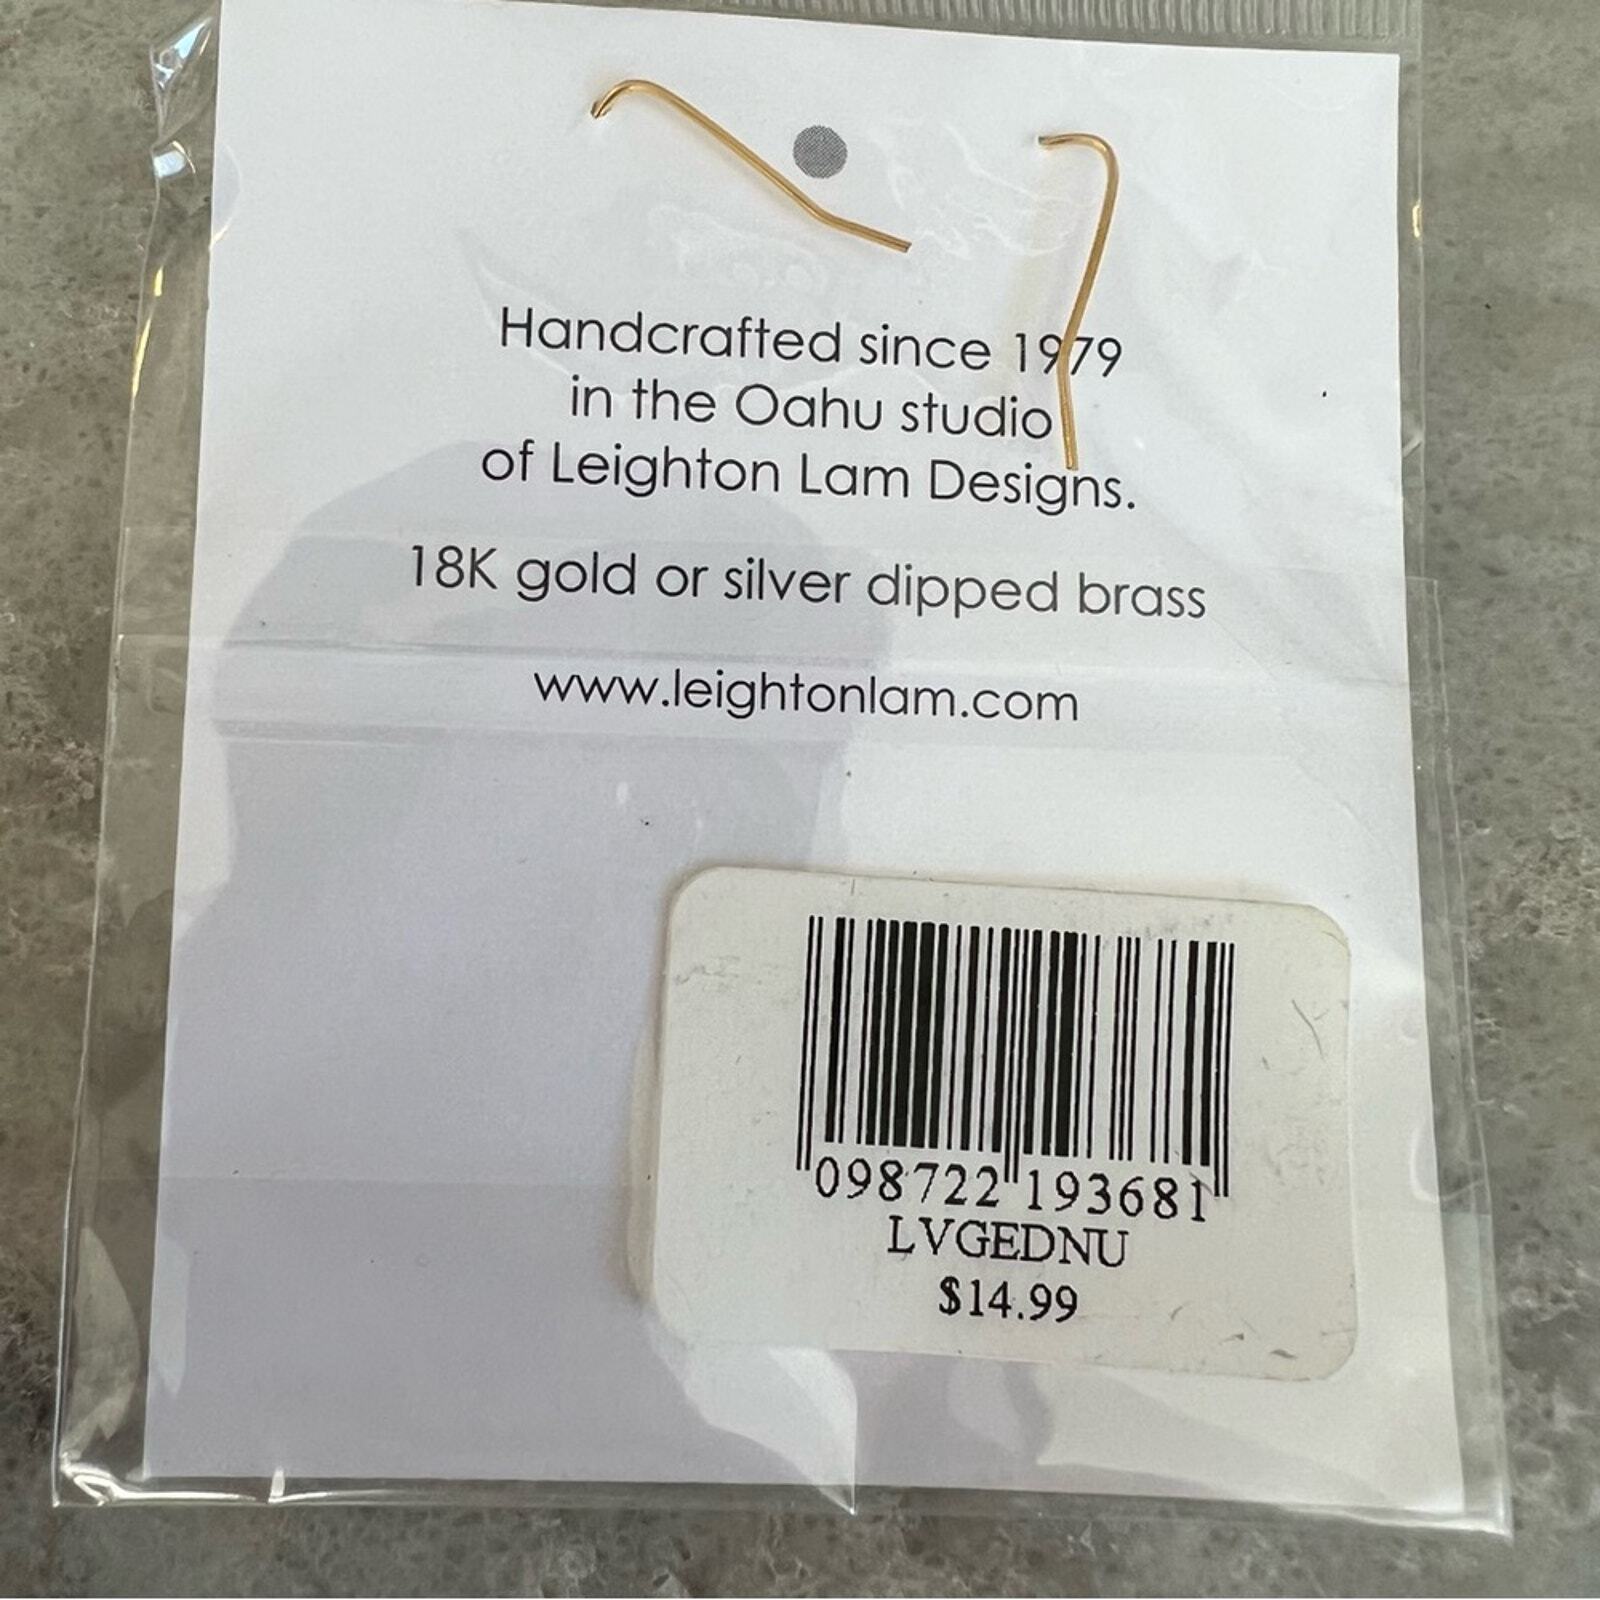 Handcrafted since 1979
in the Oahu studio
of Leighton Lam Designs.
18K gold or silver dipped brass
www.leightonlam.com
098722 193681
LVGEDNU
$14.99